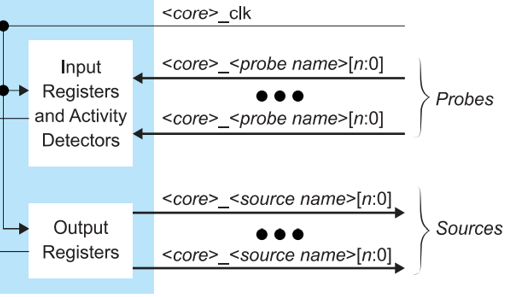 <core>_clk
Input
Registers
and Activity
Detectors
<core>_<probe name>[n:0]
<core>_<probe name>[n:0]
Probes
Output
Registers
<core>_<source name>[n:0]
<core>_<source name>[n:0]
Sources